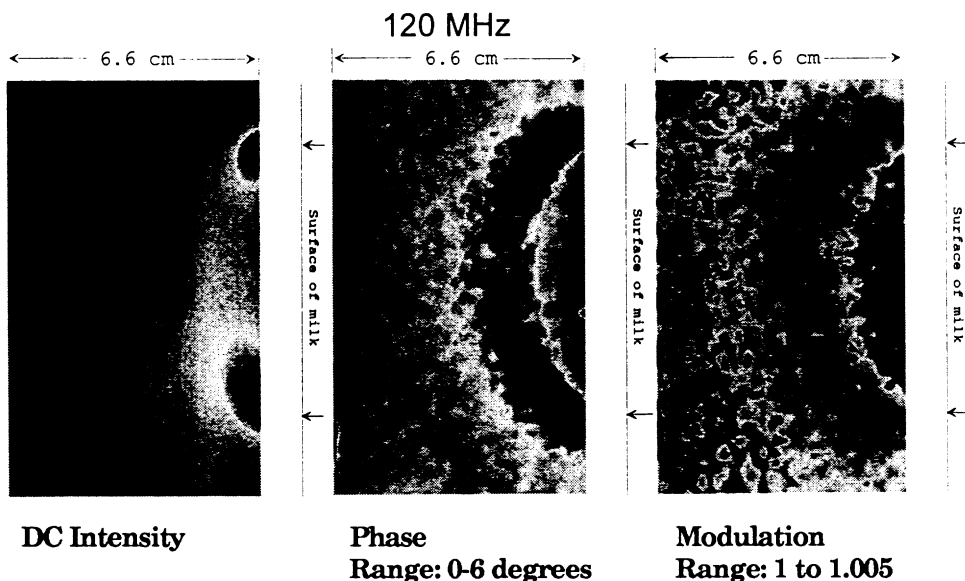 120 MHz
6.6 cm
6.6 cm
6.6 cm
Surface of milk
Surface of milk
Surface of milk
DC Intensity
Phase
Range: 0-6 degrees
Modulation
Range: 1 to 1.005